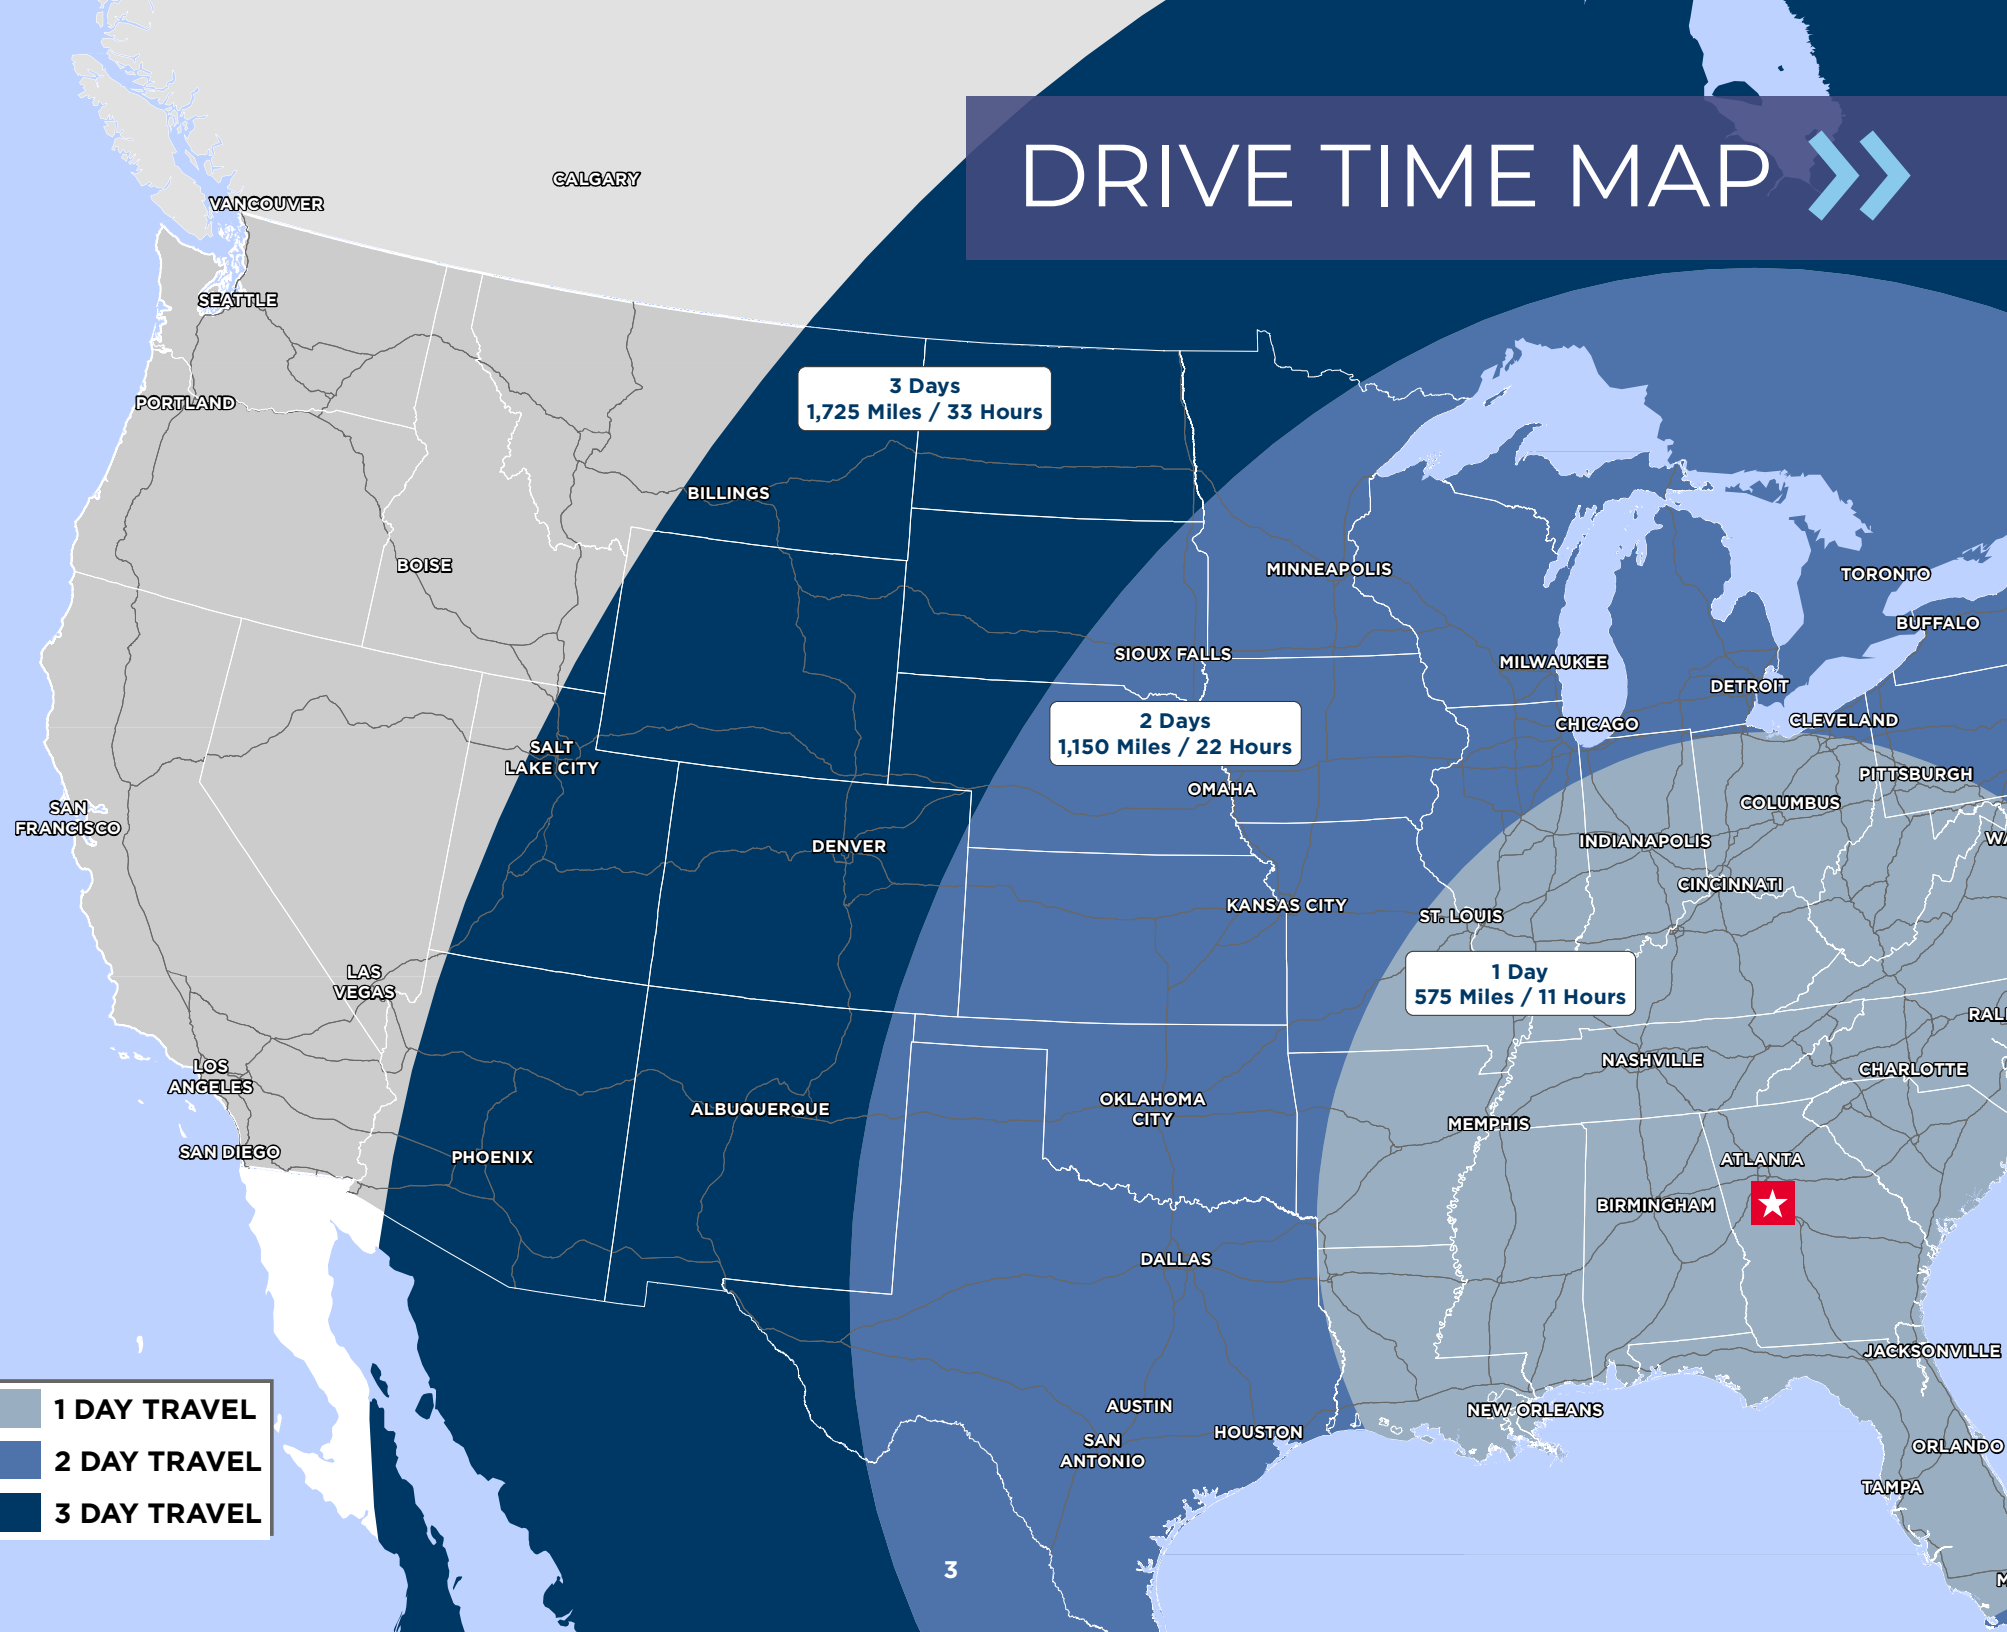 DRIVE TIME MAP
CALGARY
VANCOUVER
SEATTLE
PORTLAND
3 Days
1,725 Miles / 33 Hours
BILLINGS
BOISE
MINNEAPOLIS
TORONTO
BUFFALO
SIOUX FALLS
MILWAUKEE
DETROIT
2 Days
1,150 Miles / 22 Hours
CHICAGO
CLEVELAND
SALT
LAKE CITY
PITTSBURGH
OMAHA
COLUMBUS
SAN
FRANCISCO
DENVER
INDIANAPOLIS
WA
CINCINNATI
KANSAS CITY
ST. LOUIS
LAS
VEGAS
1 Day
575 Miles / 11 Hours
RAL
NASHVILLE
CHARLOTTE
LOS
ANGELES
ALBUQUERQUE
OKLAHOMA
CITY
MEMPHIS
SAN DIEGO
PHOENIX
ATLANTA
BIRMINGHAM
DALLAS
JACKSONVILLE
AUSTIN
NEW ORLEANS
HOUSTON
SAN
ANTONIO
ORLANDO
TAMPA
M
1 DAY TRAVEL
2 DAY TRAVEL
3 DAY TRAVEL
3